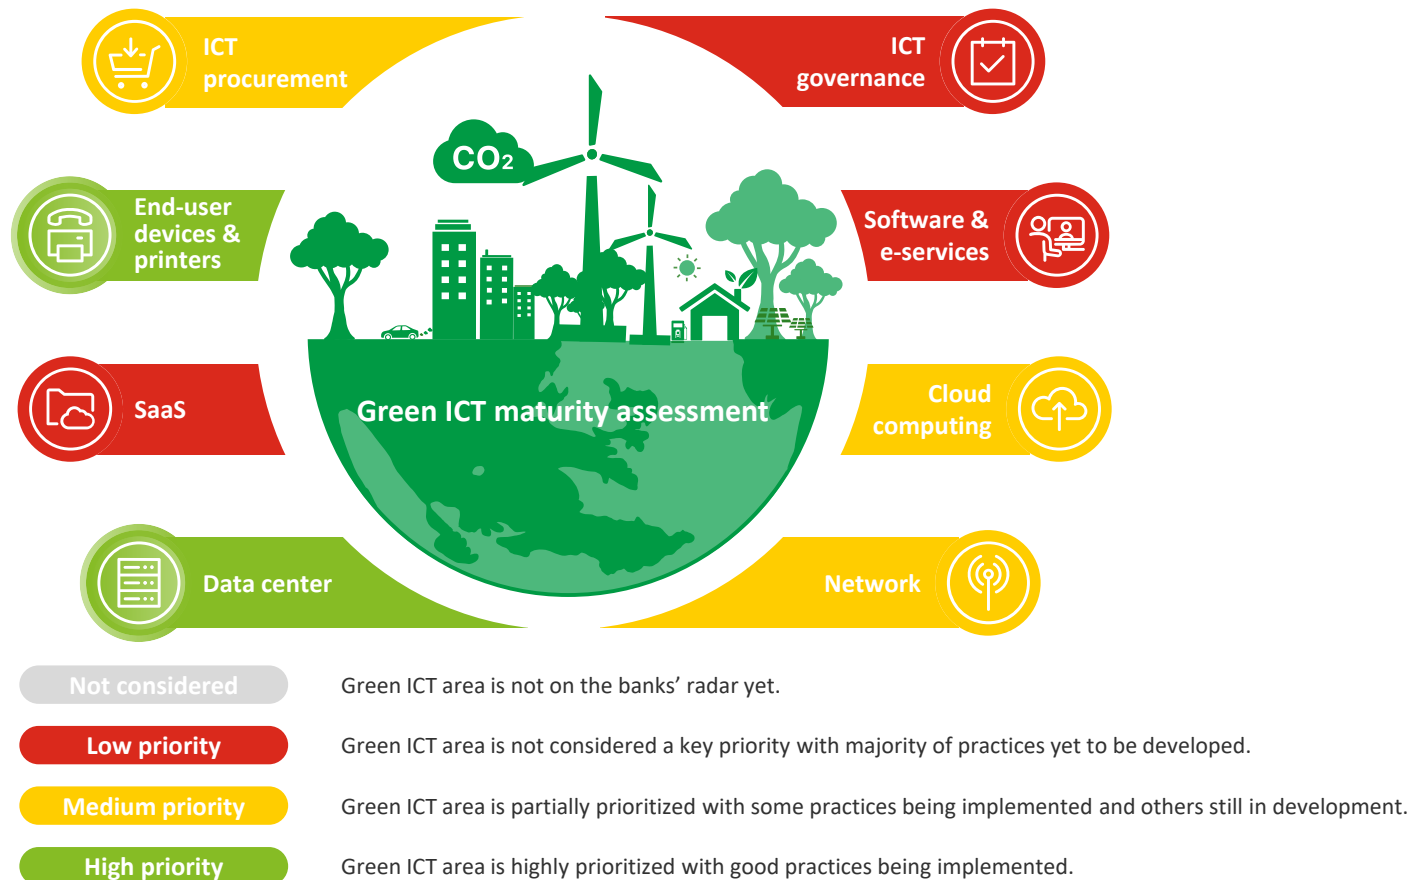 ICT
procurement
ICT
governance
CO2
End-user
devices &
printers
Software &
e-services
SaaS
Green ICT maturity assessment
Cloud
computing
Data center
Network
Not considered
Green ICT area is not on the banks’ radar yet.
Low priority
Green ICT area is not considered a key priority with majority of practices yet to be developed.
Medium priority
Green ICT area is partially prioritized with some practices being implemented and others still in development.
High priority
Green ICT area is highly prioritized with good practices being implemented.